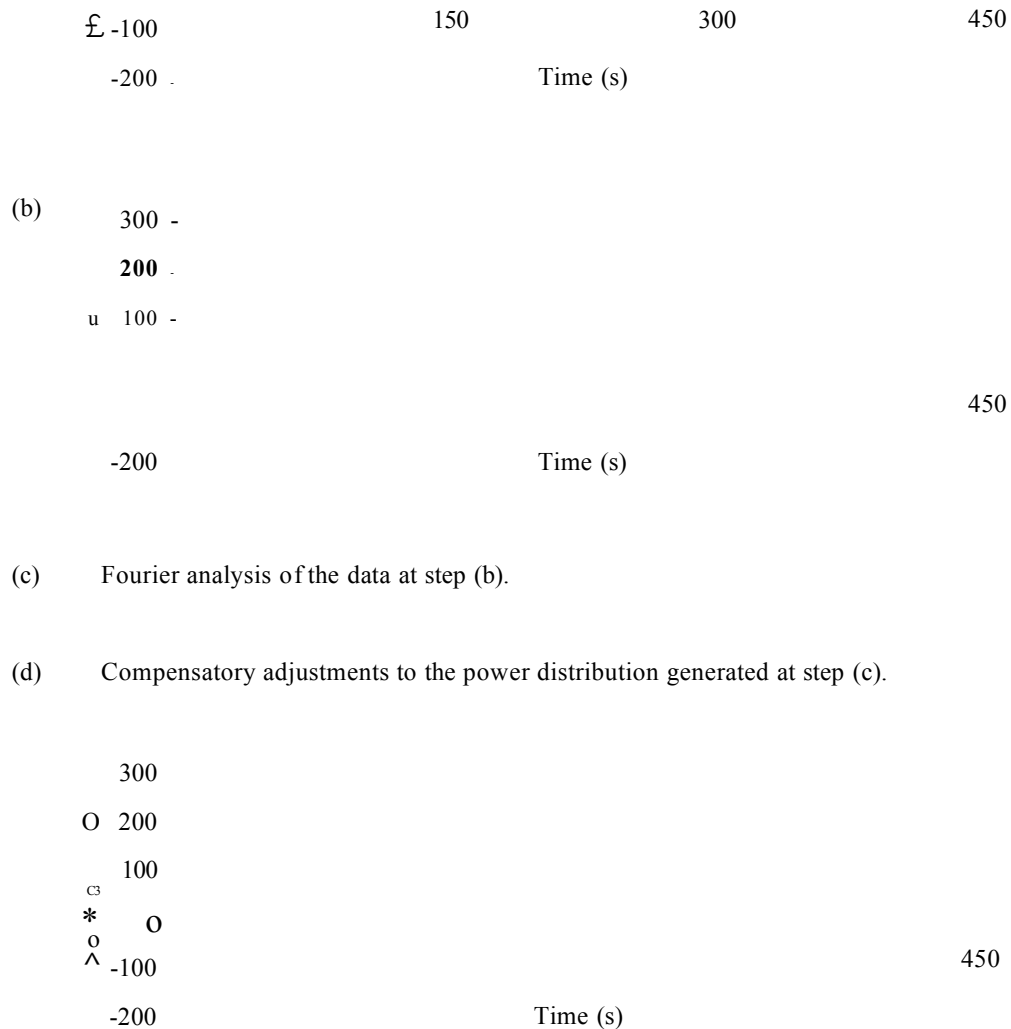 150 300 450
£ -100
-200 - Time (s)
(b)
300 -
200 -
u 100 -
450
-200 Time (s)
(c) Fourier analysis of the data at step (b).
(d) Compensatory adjustments to the power distribution generated at step (c).
300
O 200
100
C3
* o
o
^ -100 450
-200 Time (s)